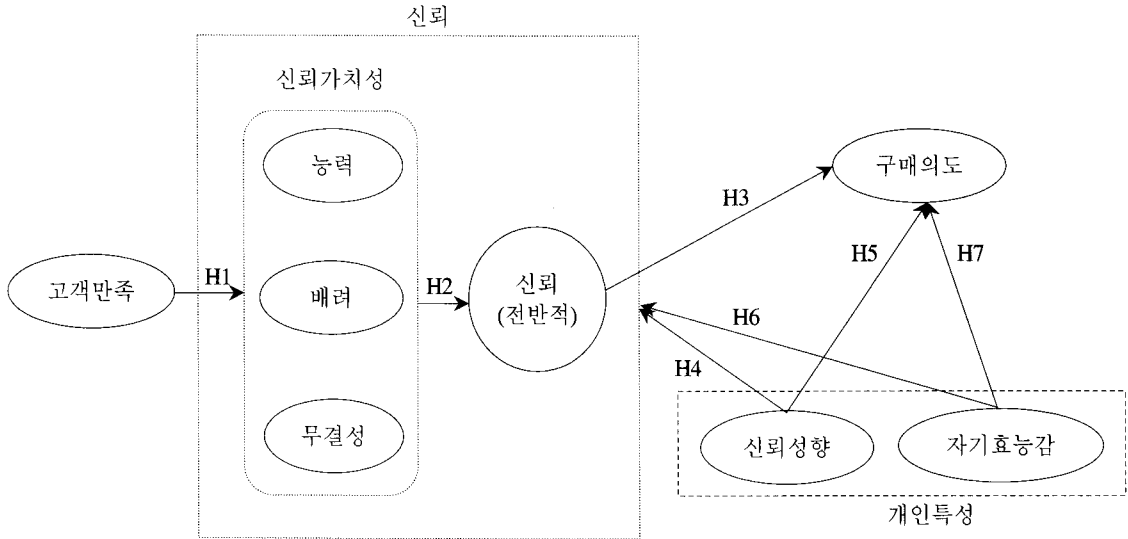 신뢰
신뢰가치성
능력
구매의도
H3
H5
H7
고객만족
H1
배려
H2
신뢰
(전반적)
H6
H4
무결성
신뢰성향
자기효능감
개인특성